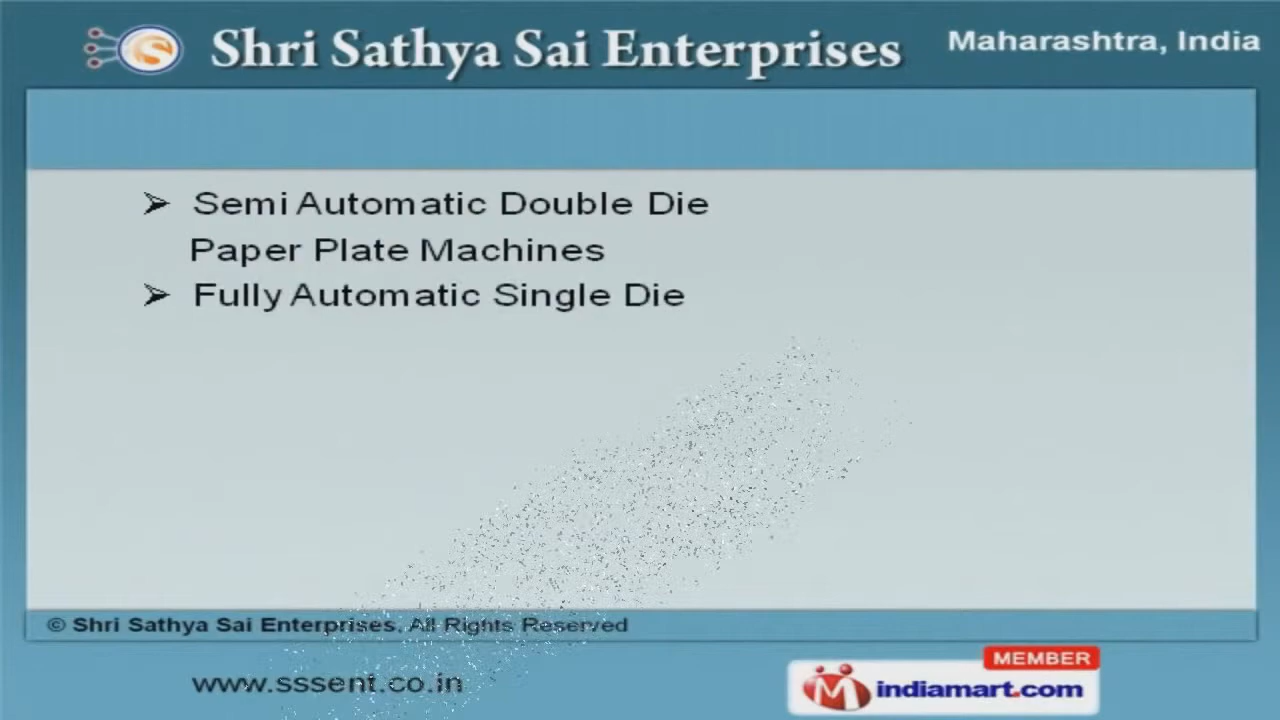 Shri Sathya Sai Enterprises
Maharashtra, India
➢ Semi Automatic Double Die
Paper Plate Machines
➢ Fully Automatic Single Die
© Shri Sathya Sai Enterprises, All Rights Reserved
www.sssent.co.in
MEMBER
indiamart.com